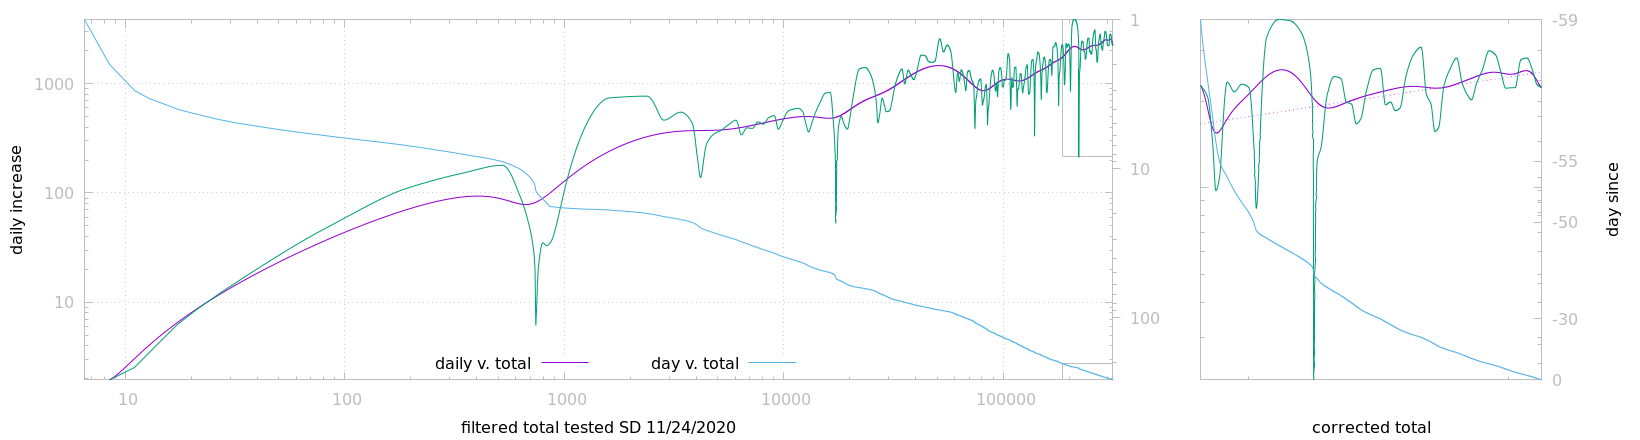 daily increase
1000
100
10
10
100
1000
10000
100000
1
10
100
daily v. total
day v. total
filtered total tested SD 11/24/2020
-59
-55
-50
-30
0
day since
corrected total